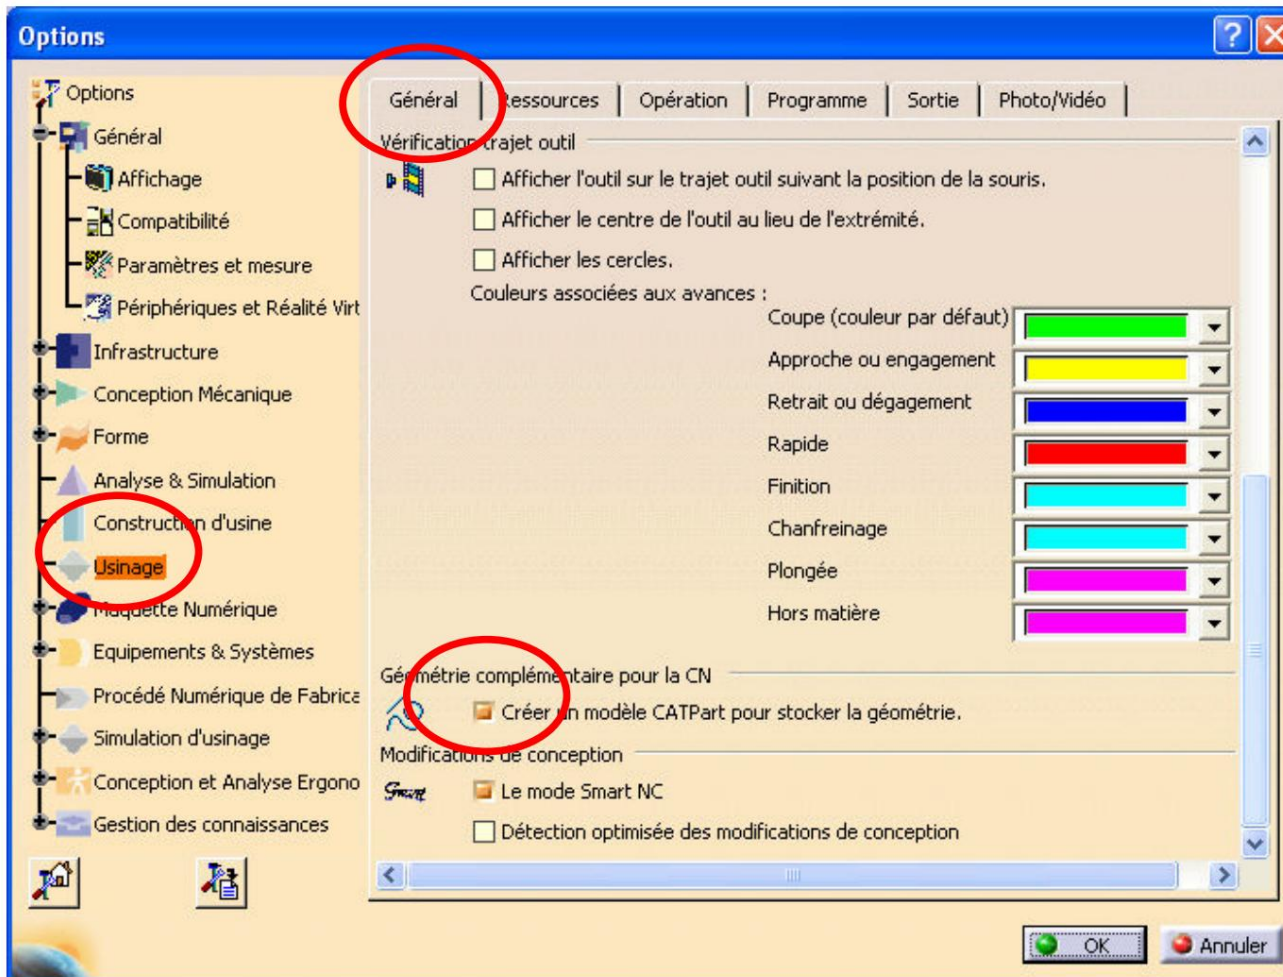 Options
Options
Général
Affichage
Compatibilité
Paramètres et mesure
Périphériques et Réalité Virt
Infrastructure
Conception Mécanique
Forme
Analyse & Simulation
Construction d'usine
Usinage
Maquette Numérique
Equipements & Systèmes
Procédé Numérique de Fabrica
Simulation d'usinage
Conception et Analyse Ergono
Gestion des connaissances
Général Ressources Opération Programme Sortie Photo/Vidéo
Vérification trajet outil
Afficher l'outil sur le trajet outil suivant la position de la souris.
Afficher le centre de l'outil au lieu de l'extrémité.
Afficher les cercles.
Couleurs associées aux avances :
Coupe (couleur par défaut)
Approche ou engagement
Retrait ou dégagement
Rapide
Finition
Chanfreinage
Plongée
Hors matière
Géométrie complémentaire pour la CN
Créer un modèle CATPart pour stocker la géométrie.
Modifications de conception
Smart
Le mode Smart NC
Détection optimisée des modifications de conception
OK Annuler